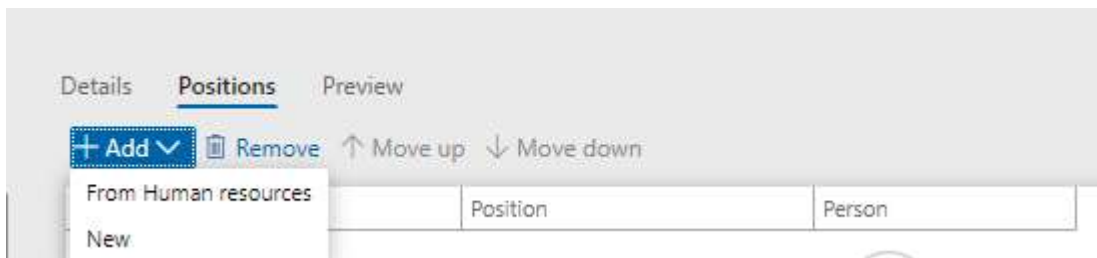 Details Positions Preview
Add Remove Move up Move down
From Human resources
Position Person
New